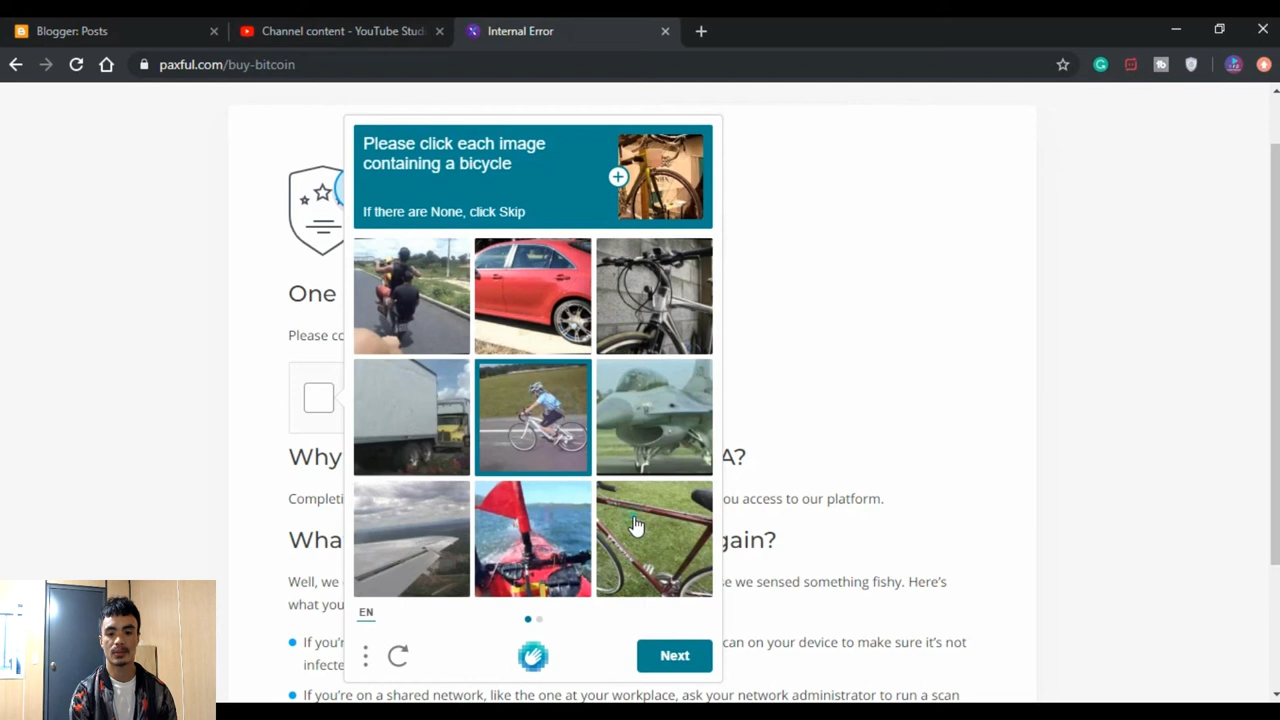 Blogger: Posts
Channel content - YouTube Stud
Internal Error
paxful.com/buy-bitcoin
Please click each image
containing a bicycle
If there are None, click Skip
One
Please co
Why
A?
Completi
ou access to our platform.
Wha
gain?
Well, we
se we sensed something fishy. Here's
what you
If you'r
can on your device to make sure it's not
infecte
If you're on a shared network, like the one at your workplace, ask your network administrator to run a scan
EN
Next